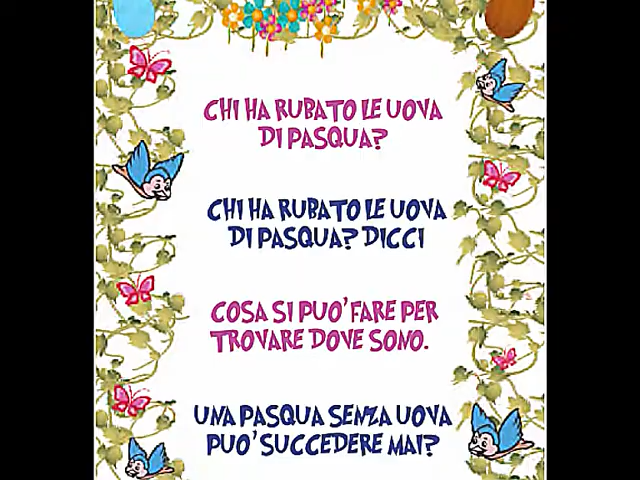 CHI HA RUBATO LE UOVA
DI PASQUA?
CHI HA RUBATO LE UOVA
DI PASQUA? DICCI
COSA SI PUO' FARE PER
TROVARE DOVE SONO.
UNA PASQUA SENZA UOVA
PUO' SUCCEDERE MAI?